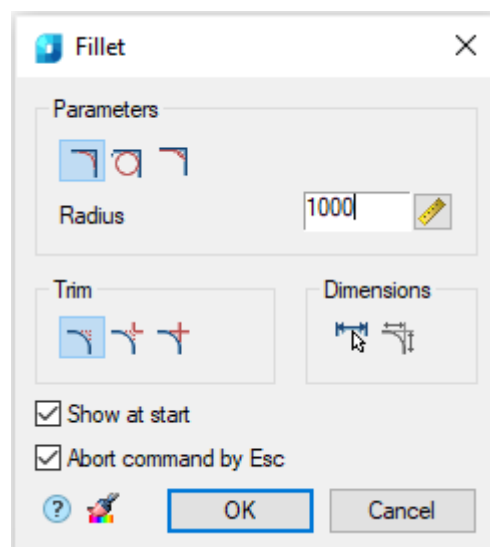 Fillet
Parameters
Radius 1000
Trim Dimensions
Show at start
Abort command by Esc
? OK Cancel